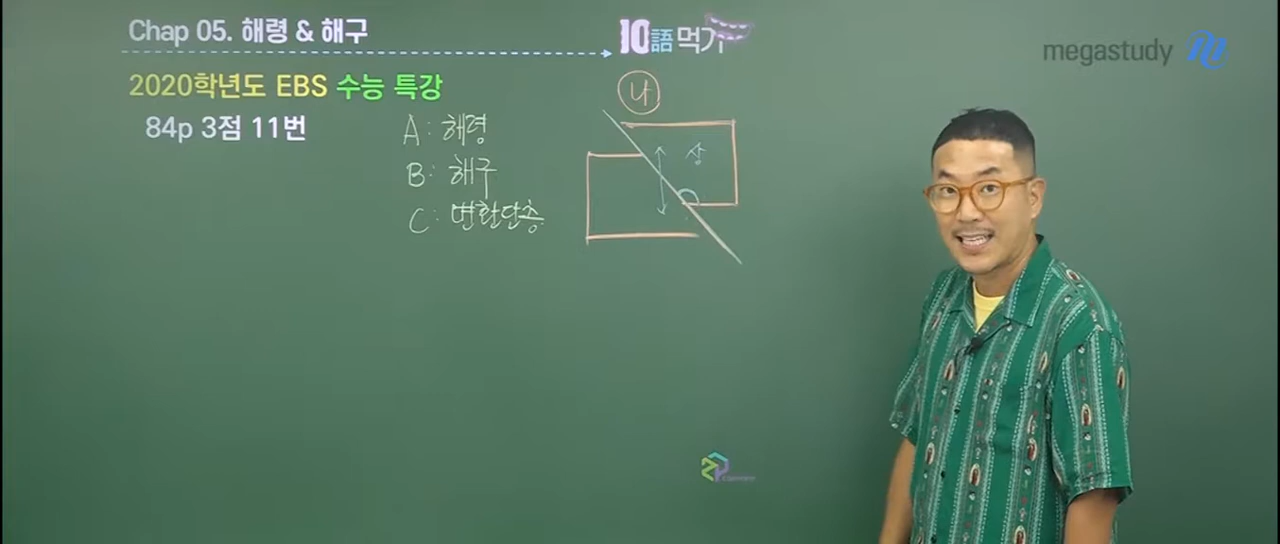 Chap 05. 해령 & 해구
10語먹기
megastudy
2020학년도 EBS 수능 특강
84p 3점 11번
나
A: 해령
B: 해구
C: 변환단층
상